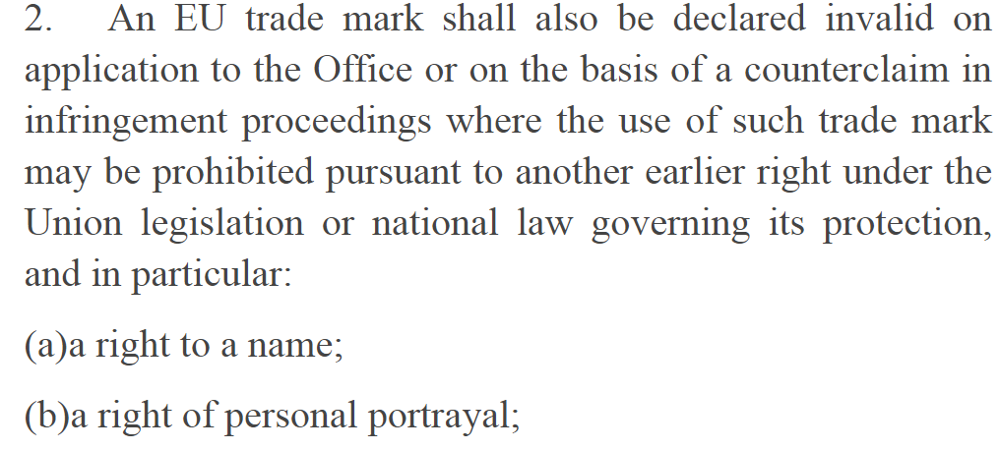 2. An EU trade mark shall also be declared invalid on
application to the Office or on the basis of a counterclaim in
infringement proceedings where the use of such trade mark
may be prohibited pursuant to another earlier right under the
Union legislation or national law governing its protection,
and in particular:
(a)a right to a name;
(b)a right of personal portrayal;